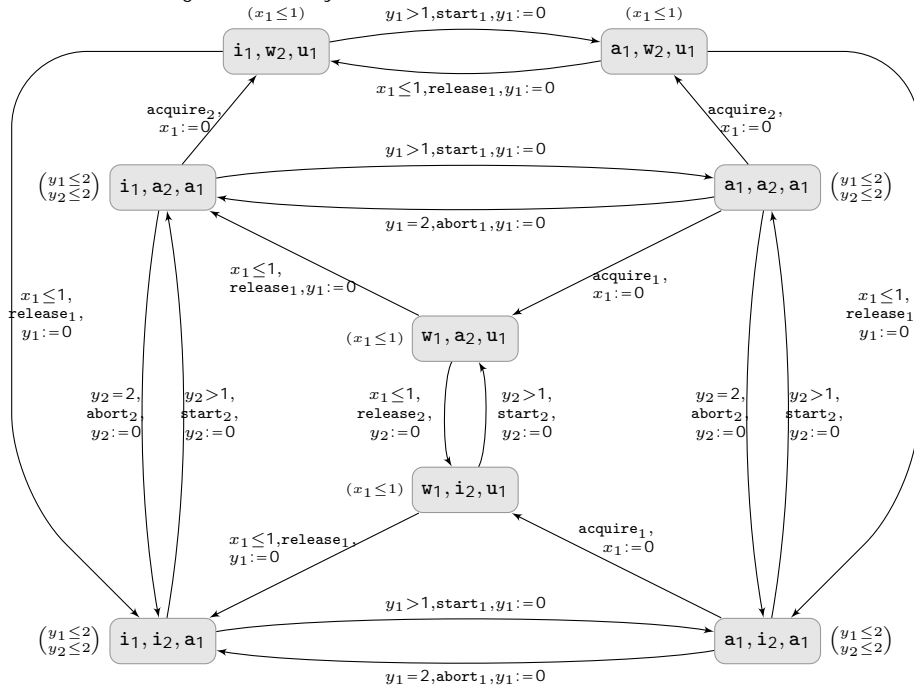 (x₁≤1)
y₁>1,start₁,y₁:=0
(x₁≤1)
i₁, w₂, u₁
a₁, w₂, u₁
x₁≤1,release₁,y₁:=0
acquire₂,
x₁:=0
acquire₂,
x₁:=0
y₁>1,start₁,y₁:=0
(y₁≤2
y₂≤2)
i₁, a₂, a₁
a₁, a₂, a₁
(y₁≤2
y₂≤2)
y₁=2,abort₁,y₁:=0
x₁≤1,
release₁,y₁:=0
acquire₁,
x₁:=0
x₁≤1,
release₁,
y₁:=0
x₁≤1,
release₁
y₁:=0
(x₁≤1)
w₁, a₂, u₁
y₂=2,
abort₂,
y₂:=0
y₂>1,
start₂,
y₂:=0
x₁≤1,
release₂,
y₂:=0
y₂>1,
start₂,
y₂:=0
y₂=2,
abort₂,
y₂:=0
y₂>1,
start₂,
y₂:=0
(x₁≤1)
w₁, i₂, u₁
x₁≤1,release₁,
y₁:=0
acquire₁,
x₁:=0
y₁>1,start₁,y₁:=0
(y₁≤2
y₂≤2)
i₁, i₂, a₁
a₁, i₂, a₁
(y₁≤2
y₂≤2)
y₁=2,abort₁,y₁:=0